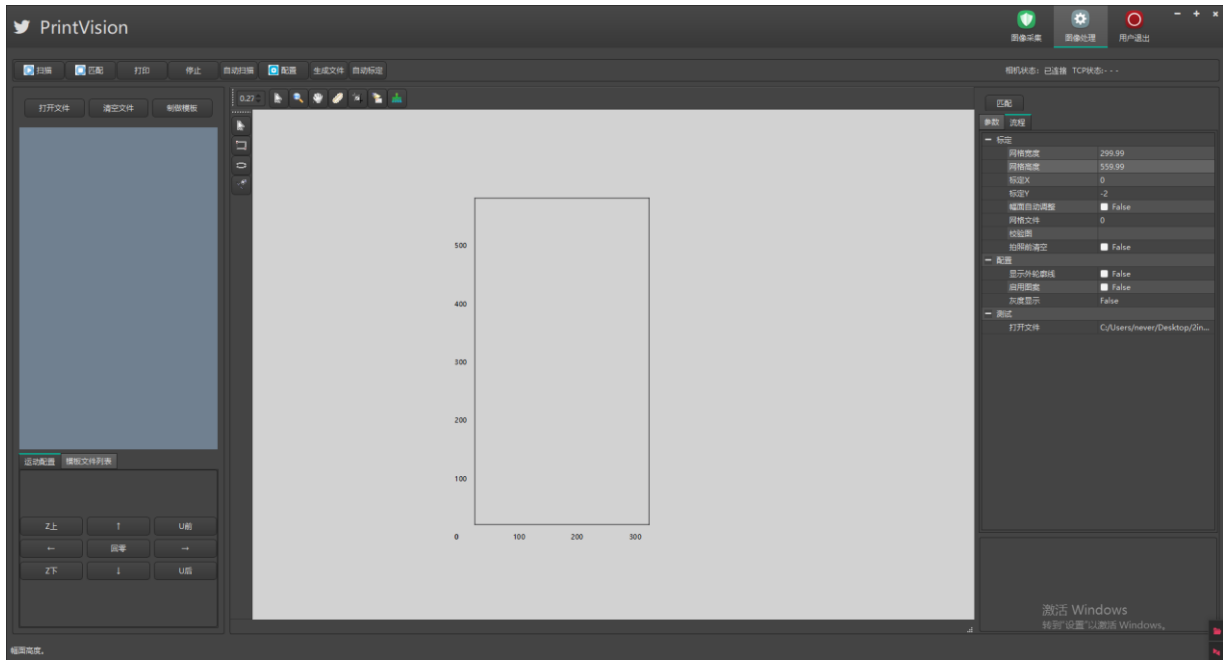 PrintVision
图像采集 图像处理 用户退出
扫描 匹配 打印 停止 自动扫描 配置 生成文件 自动标定
相机状态: 已连接 TCP状态:- - -
打开文件 清空文件 制做模板
0.27
匹配
参数 流程
标定
网格宽度 299.99
网格高度 559.99
标定X 0
标定Y -2
幅面自动调整 False
网格文件 0
校验图
拍照前清空 False
配置
显示外轮廓线 False
启用图案 False
灰度显示 False
测试
打开文件 C:/Users/never/Desktop/2in...
500
400
300
200
100
0 100 200 300
运动配置 模板文件列表
Z上 ↑ U前
← 回零 →
Z下 ↓ U后
激活 Windows
转到"设置"以激活 Windows。
幅面高度。